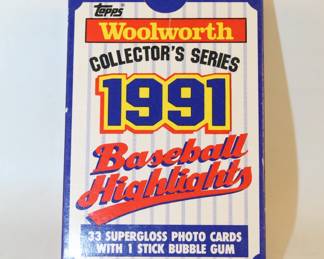 Topps
Woolworth
COLLECTOR'S SERIES
1991
Baseball
Highlights
33 SUPERGLOSS PHOTO CARDS
WITH 1 STICK BUBBLE GUM